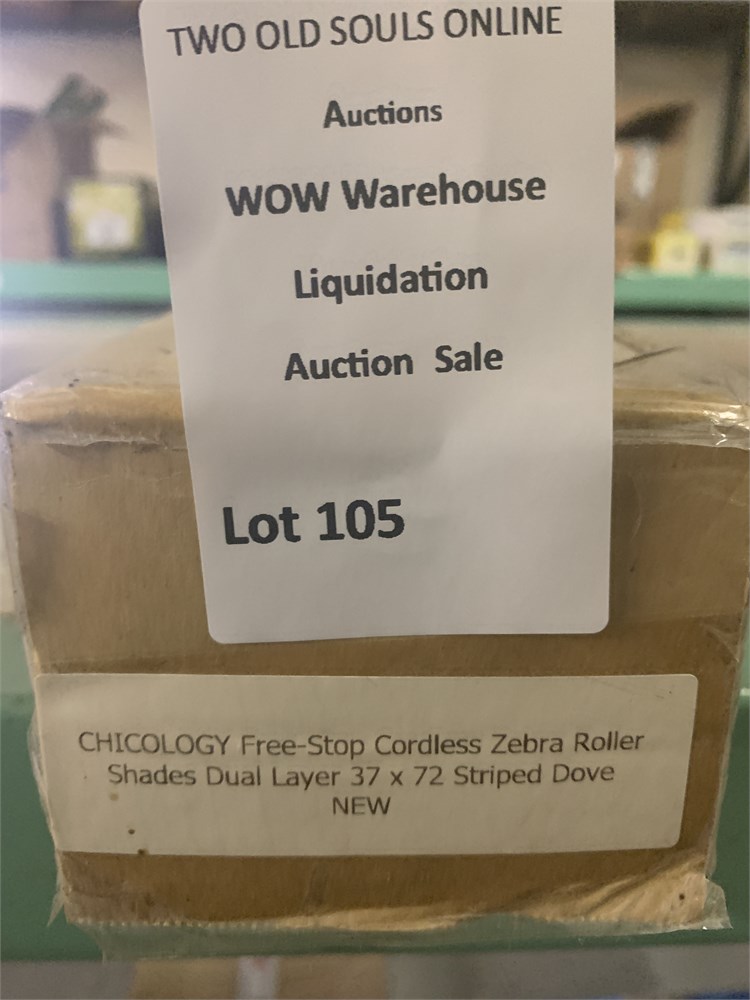 TWO OLD SOULS ONLINE
Auctions
WOW Warehouse
Liquidation
Auction Sale
Lot 105
CHICOLOGY Free-Stop Cordless Zebra Roller
Shades Dual Layer 37 x 72 Striped Dove
NEW